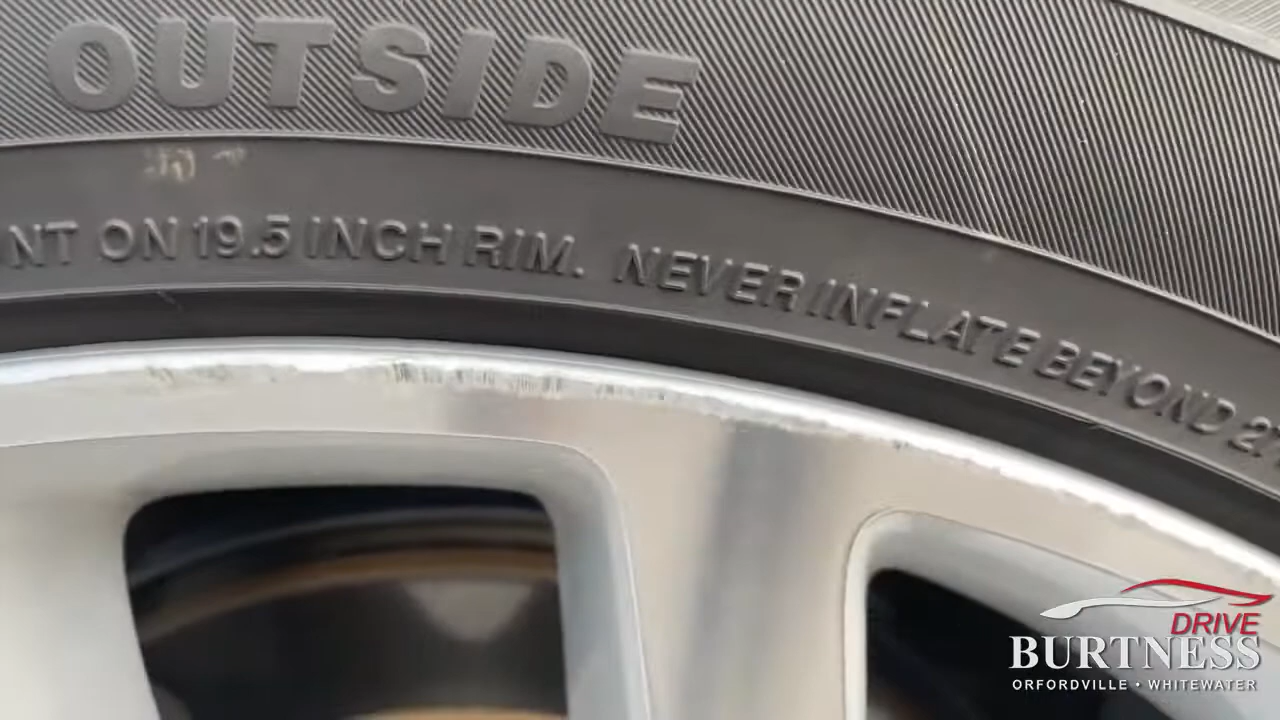 OUTSIDE
NT ON 19.5 INCH RIM. NEVER INFLATE BEYOND
DRIVE
BURTNESS
ORFORDVILLE • WHITEWATER